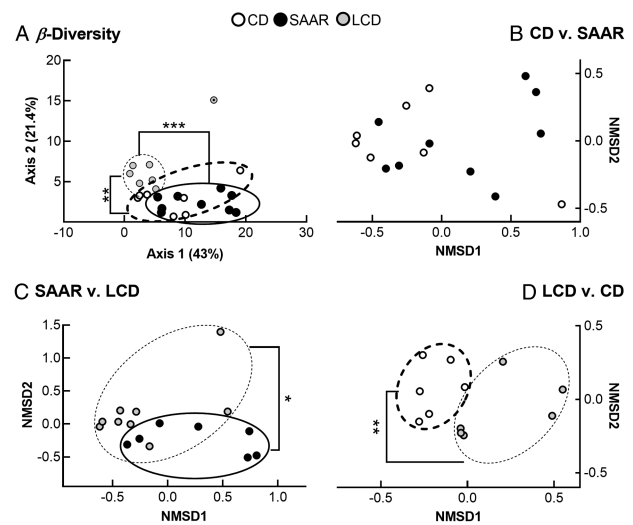 CD SAAR LCD
A β-Diversity
B CD v. SAAR
20
15
10
5
-10 0 10 20 30
Axis 2 (21.4%)
Axis 1 (43%)
***
**
0.5
0.0
-0.5
-0.5 0.0 0.5 1.0
NMSD2
NMSD1
C SAAR v. LCD
D LCD v. CD
1.5
1.0
0.5
0.0
-0.5
-0.5 0.0 0.5 1.0
NMSD2
NMSD1
*
0.5
0.0
-0.5
-0.5 0.0 0.5
NMSD2
NMSD1
**